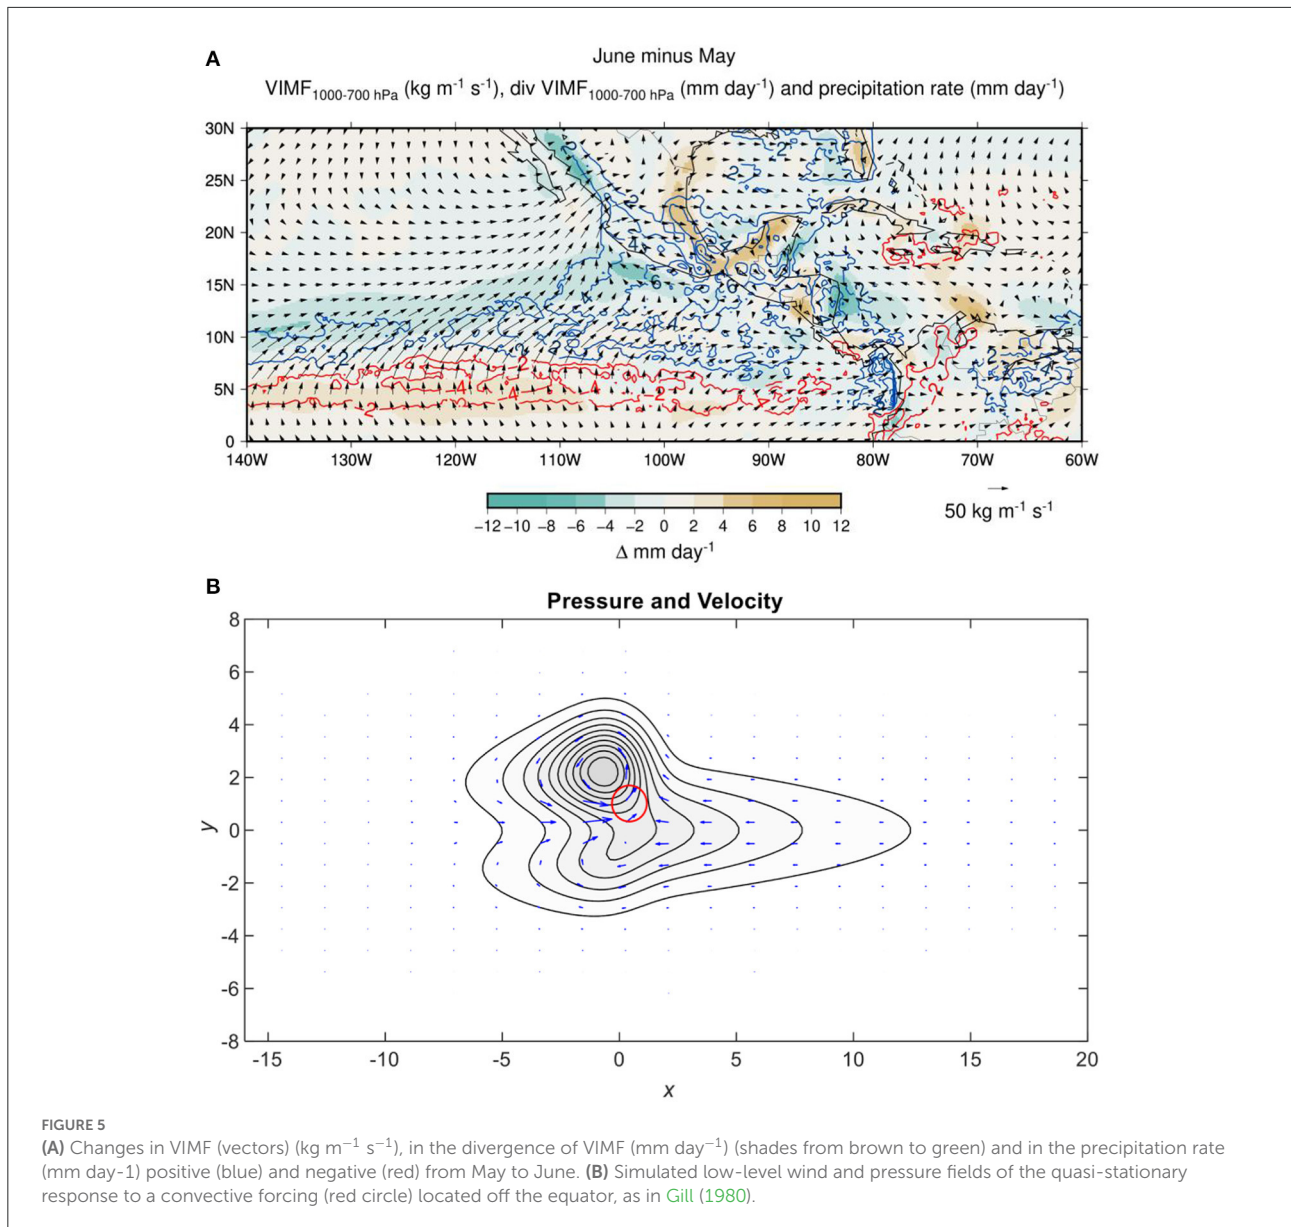 A
June minus May
VIMF1000-700 hPa (kg m-1 s-1), div VIMF1000-700 hPa (mm day-1) and precipitation rate (mm day-1)
30N
25N
20N
15N
10N
5N
0
140W 130W 120W 110W 100W 90W 80W 70W 60W
−12 −10 −8 −6 −4 −2 0 2 4 6 8 10 12
Δ mm day-1
50 kg m-1 s-1
B
Pressure and Velocity
8
6
4
2
0
-2
-4
-6
-8
y
-15 -10 -5 0 5 10 15 20
x
FIGURE 5
(A) Changes in VIMF (vectors) (kg m−1 s−1), in the divergence of VIMF (mm day−1) (shades from brown to green) and in the precipitation rate
(mm day-1) positive (blue) and negative (red) from May to June. (B) Simulated low-level wind and pressure fields of the quasi-stationary
response to a convective forcing (red circle) located off the equator, as in Gill (1980).